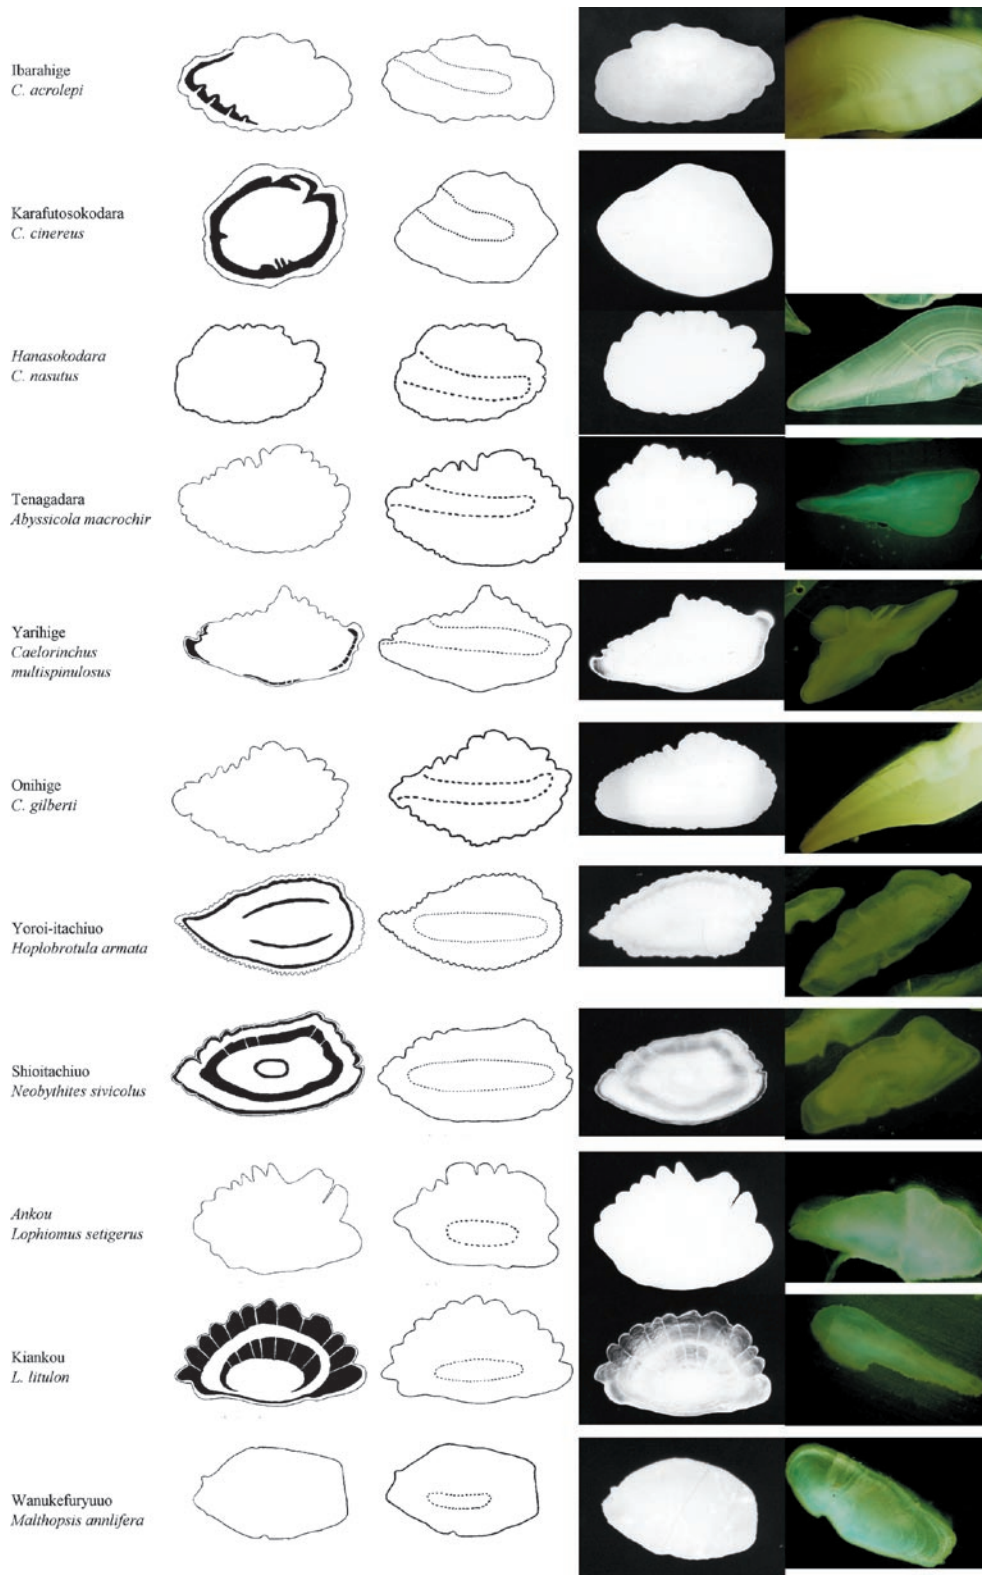 Ibarahige
C. acrolepi
Karafutosokodara
C. cinereus
Hanasokodara
C. nasutus
Tenagadara
Abyssicola macrochir
Yarihige
Caelorinchus
multispinulosus
Onihige
C. gilberti
Yoroi-itachiuo
Hoplobrotula armata
Shioitachiuo
Neobythites sivicolus
Ankou
Lophiomus setigerus
Kiankou
L. litulon
Wanukefuryuuo
Malthopsis annlifera